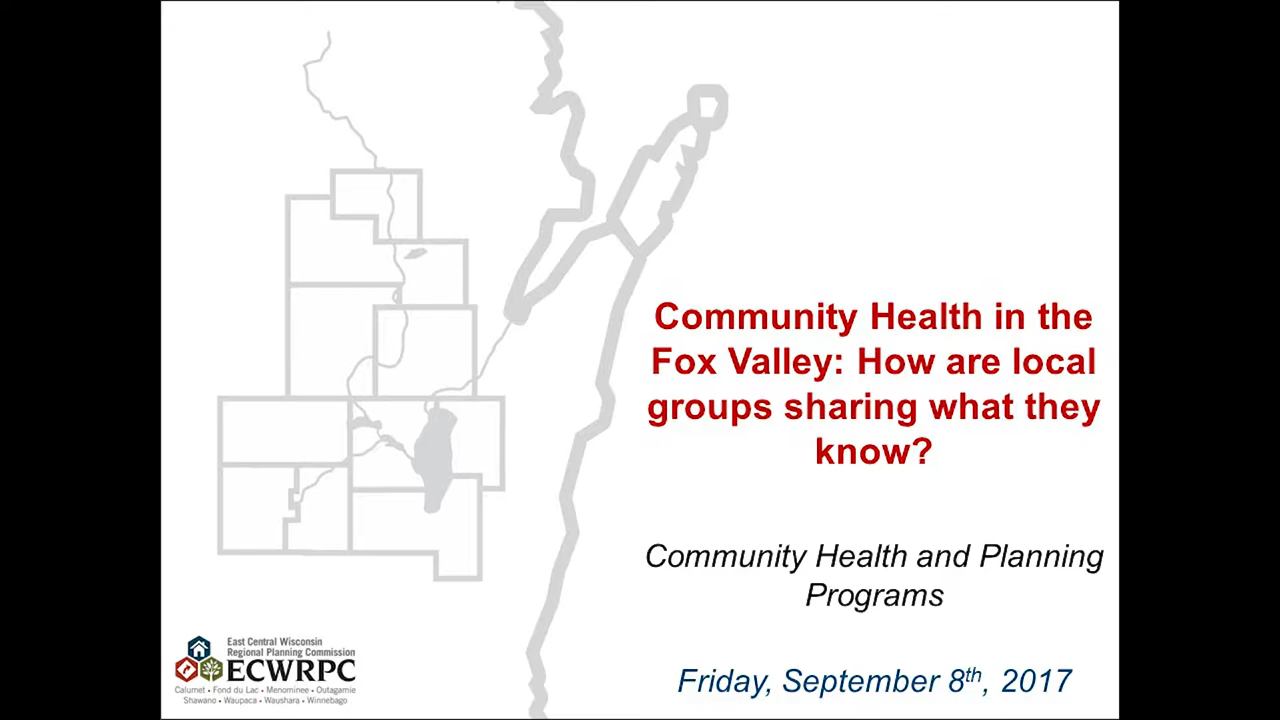 Community Health in the
Fox Valley: How are local
groups sharing what they
know?
Community Health and Planning
Programs
Friday, September 8th, 2017
East Central Wisconsin
Regional Planning Commission
ECWRPC
Calumet • Fond du Lac • Menominee • Outagamie
Shawano • Waupaca • Waushara • Winnebago